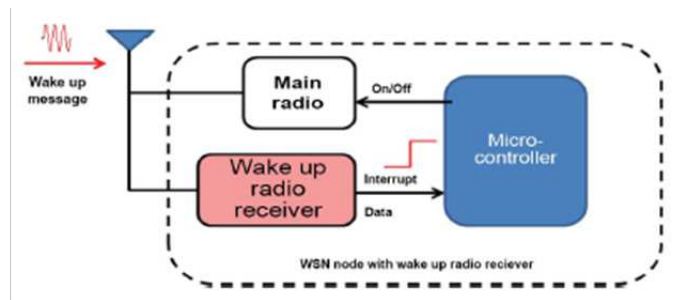 Wake up
message
Main
radio
On/Off
Micro-
controller
Wake up
radio
receiver
Interrupt
Data
WSN node with wake up radio reciever